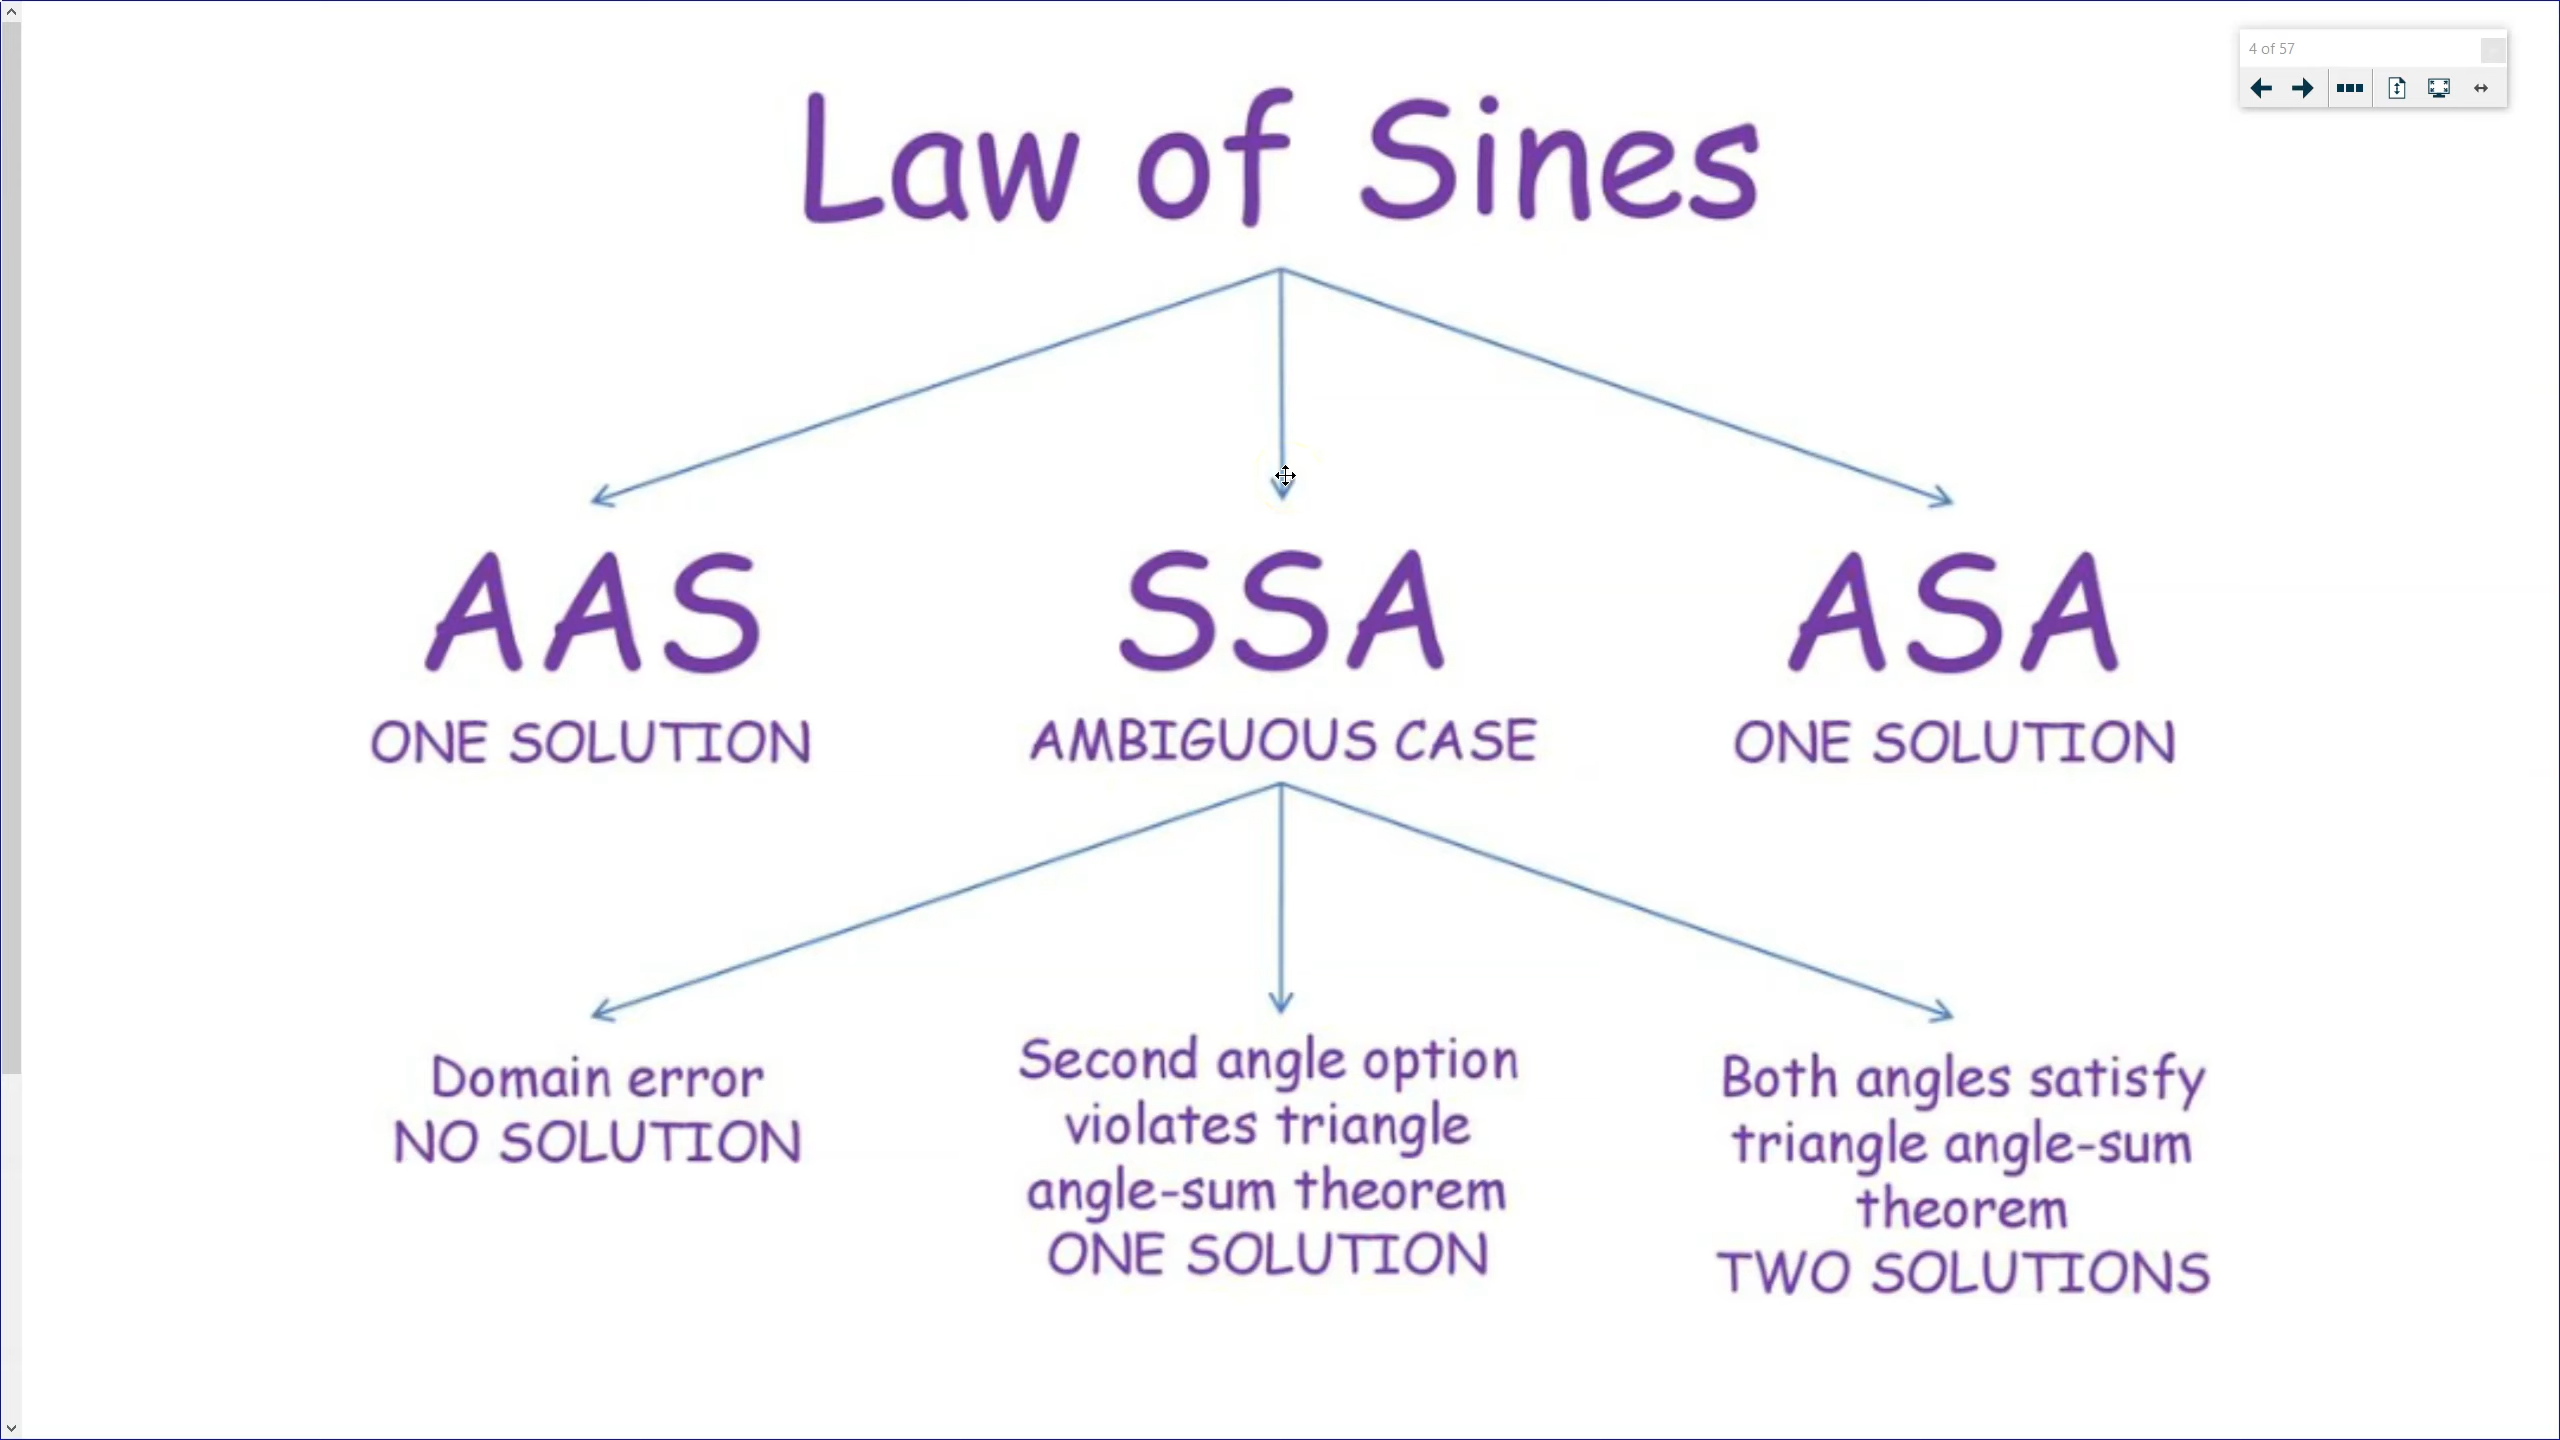 4 of 57
Law of Sines
AAS
SSA
ASA
ONE SOLUTION
AMBIGUOUS CASE
ONE SOLUTION
Domain error
NO SOLUTION
Second angle option
violates triangle
angle-sum theorem
ONE SOLUTION
Both angles satisfy
triangle angle-sum
theorem
TWO SOLUTIONS